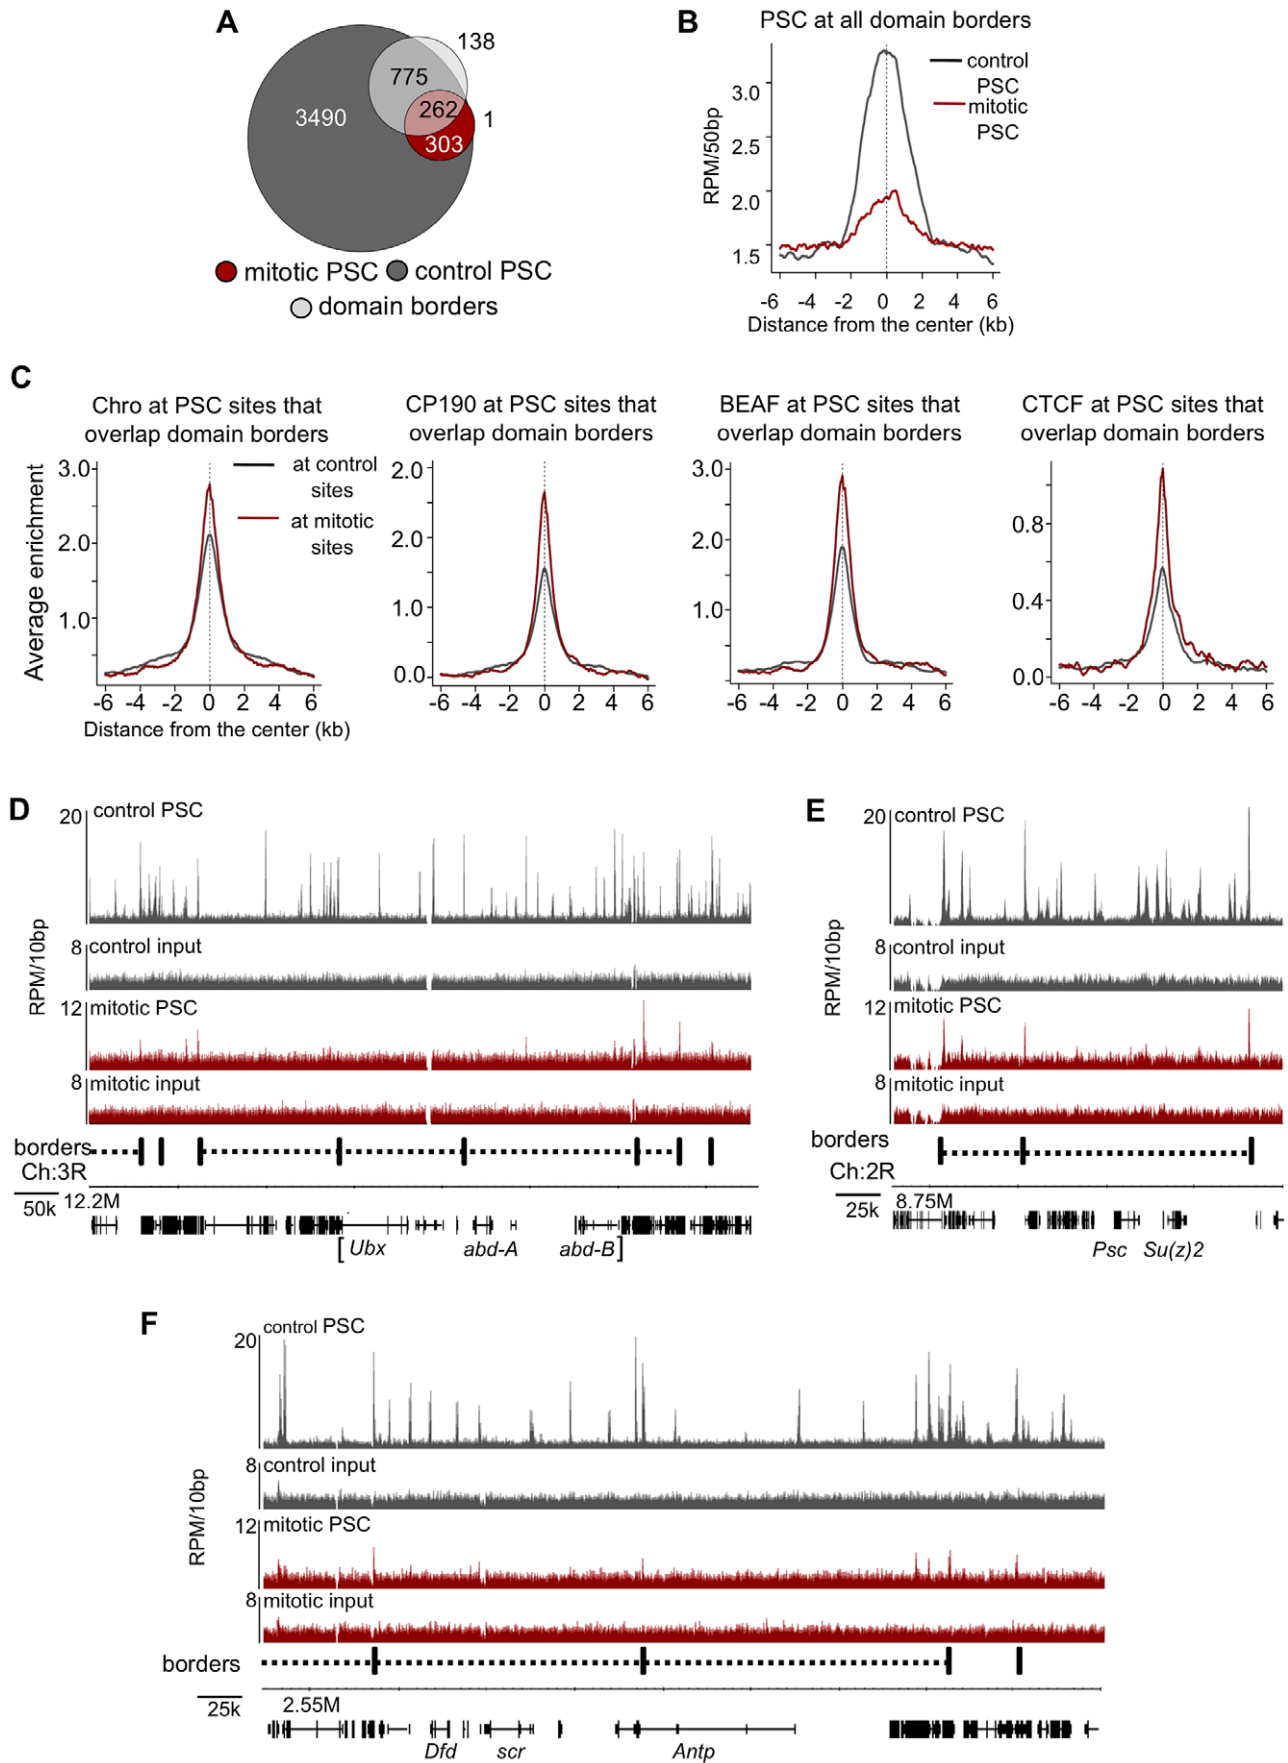 A
138
775
3490
262
1
303
mitotic PSC
control PSC
domain borders
B
PSC at all domain borders
control
PSC
mitotic
PSC
RPM/50bp
3.0
2.5
2.0
1.5
-6 -4 -2 0 2 4 6
Distance from the center (kb)
C
Chro at PSC sites that
overlap domain borders
at control
sites
at mitotic
sites
Average enrichment
3.0
2.0
1.0
-6 -4 -2 0 2 4 6
Distance from the center (kb)
CP190 at PSC sites that
overlap domain borders
2.0
2.0
1.0
0.0
-6 -4 -2 0 2 4 6
BEAF at PSC sites that
overlap domain borders
3.0
2.0
1.0
-6 -4 -2 0 2 4 6
CTCF at PSC sites that
overlap domain borders
0.8
0.4
0.0
-6 -4 -2 0 2 4 6
D
RPM/10bp
20 control PSC
8 control input
12 mitotic PSC
8 mitotic input
borders
Ch:3R
50k 12.2M
[ Ubx abd-A abd-B ]
E
RPM/10bp
20 control PSC
8 control input
12 mitotic PSC
8 mitotic input
borders
Ch:2R
25k 8.75M
Psc Su(z)2
F
RPM/10bp
20 control PSC
8 control input
12 mitotic PSC
8 mitotic input
borders
25k 2.55M
Dfd scr Antp